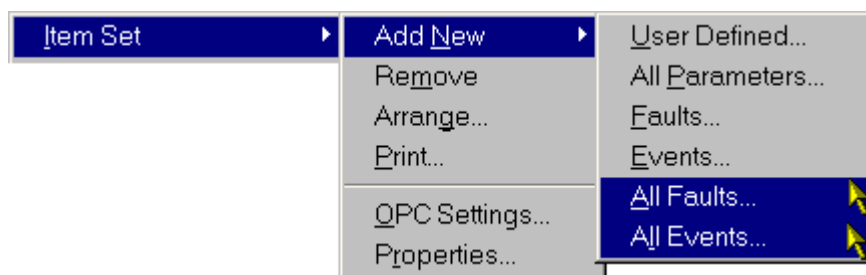 Item Set
Add New
Remove
Arrange...
Print...
OPC Settings...
Properties...
User Defined...
All Parameters...
Faults...
Events...
All Faults...
All Events...